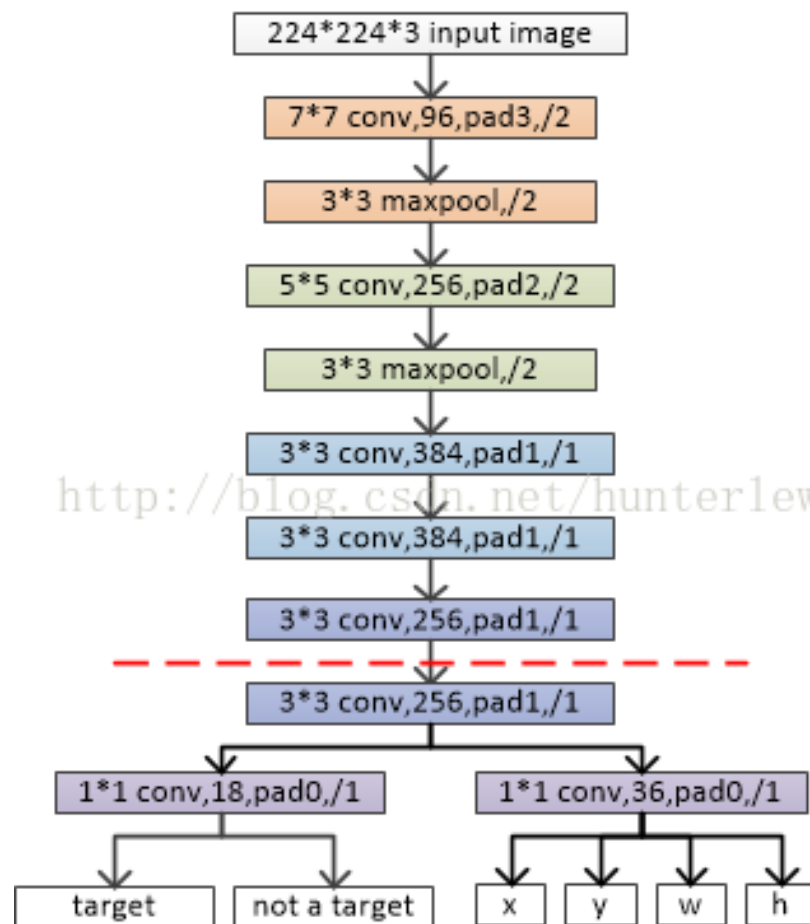 224*224*3 input image
7*7 conv,96,pad3,/2
3*3 maxpool,/2
5*5 conv,256,pad2,/2
3*3 maxpool,/2
3*3 conv,384,pad1,/1
http://blog.csdn.net/hunterlew
3*3 conv,384,pad1,/1
3*3 conv,256,pad1,/1
3*3 conv,256,pad1,/1
1*1 conv,18,pad0,/1
1*1 conv,36,pad0,/1
target
not a target
x
y
w
h